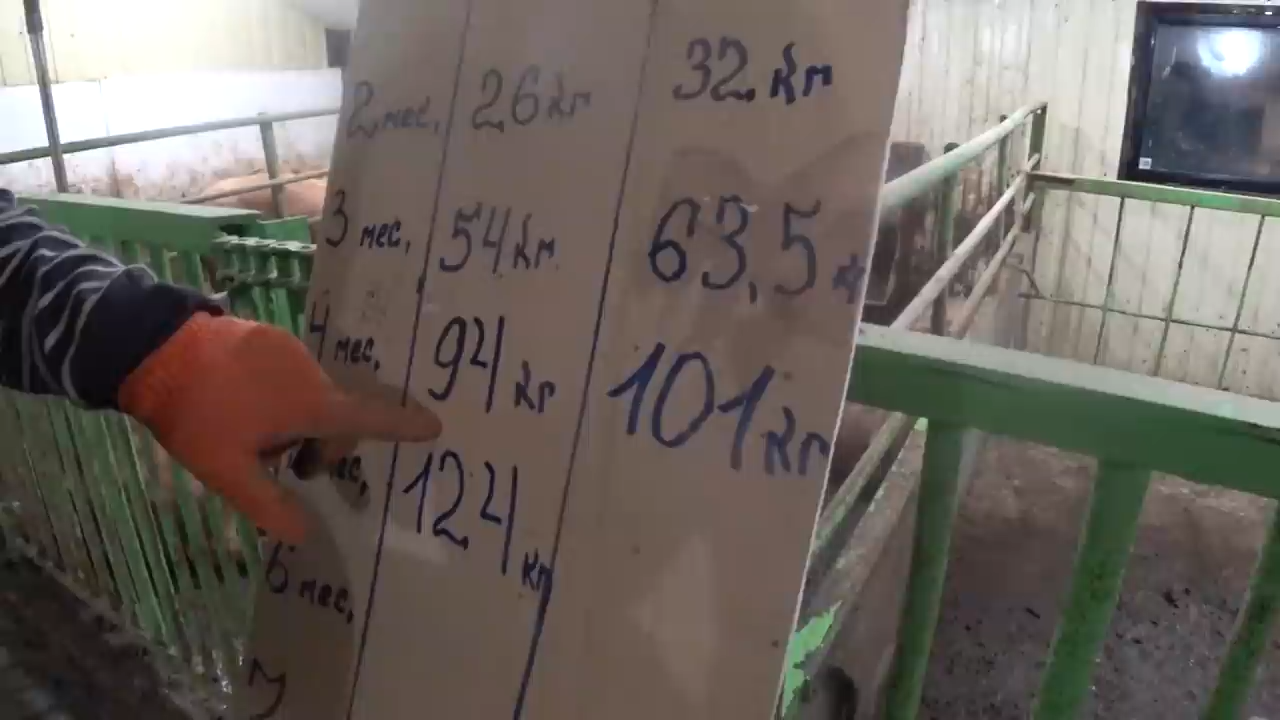 2 мес, 26 кг 32 кг
3 мес, 54 кг 63,5 к
4 мес, 94 кг 101 кг
мес, 124 кг
6 мес,